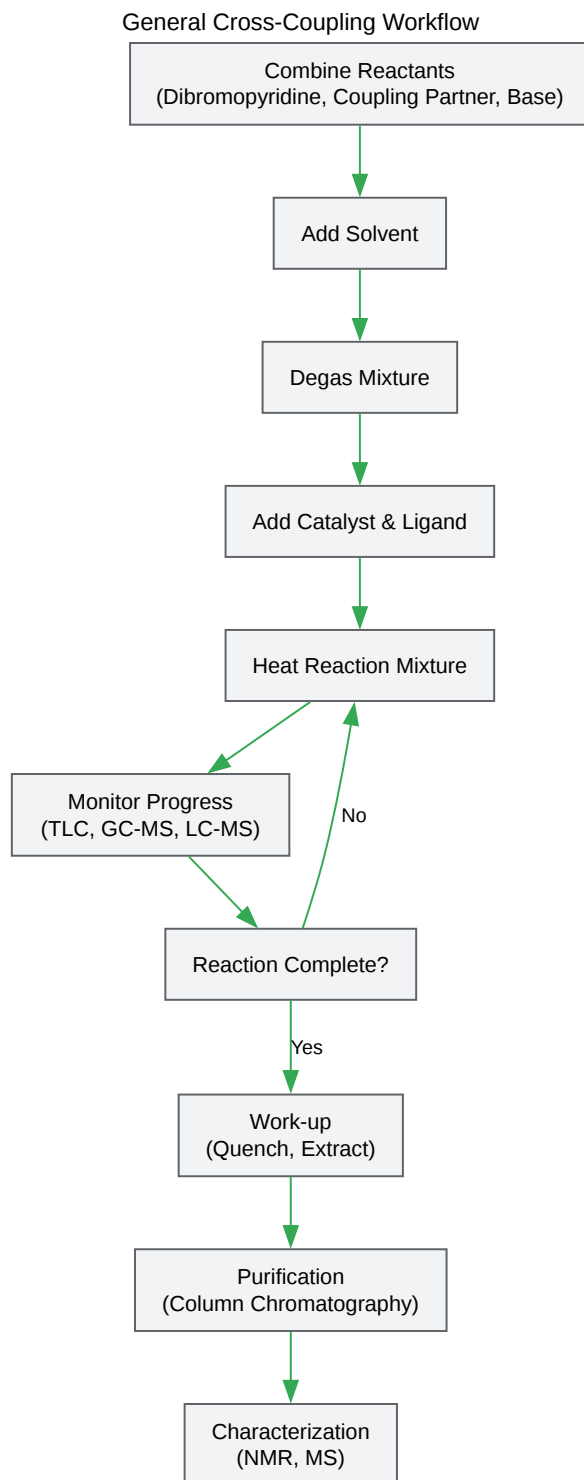 General Cross-Coupling Workflow
Combine Reactants
(Dibromopyridine, Coupling Partner, Base)
Add Solvent
Degas Mixture
Add Catalyst & Ligand
Heat Reaction Mixture
Monitor Progress
(TLC, GC-MS, LC-MS)
No
Reaction Complete?
Yes
Work-up
(Quench, Extract)
Purification
(Column Chromatography)
Characterization
(NMR, MS)